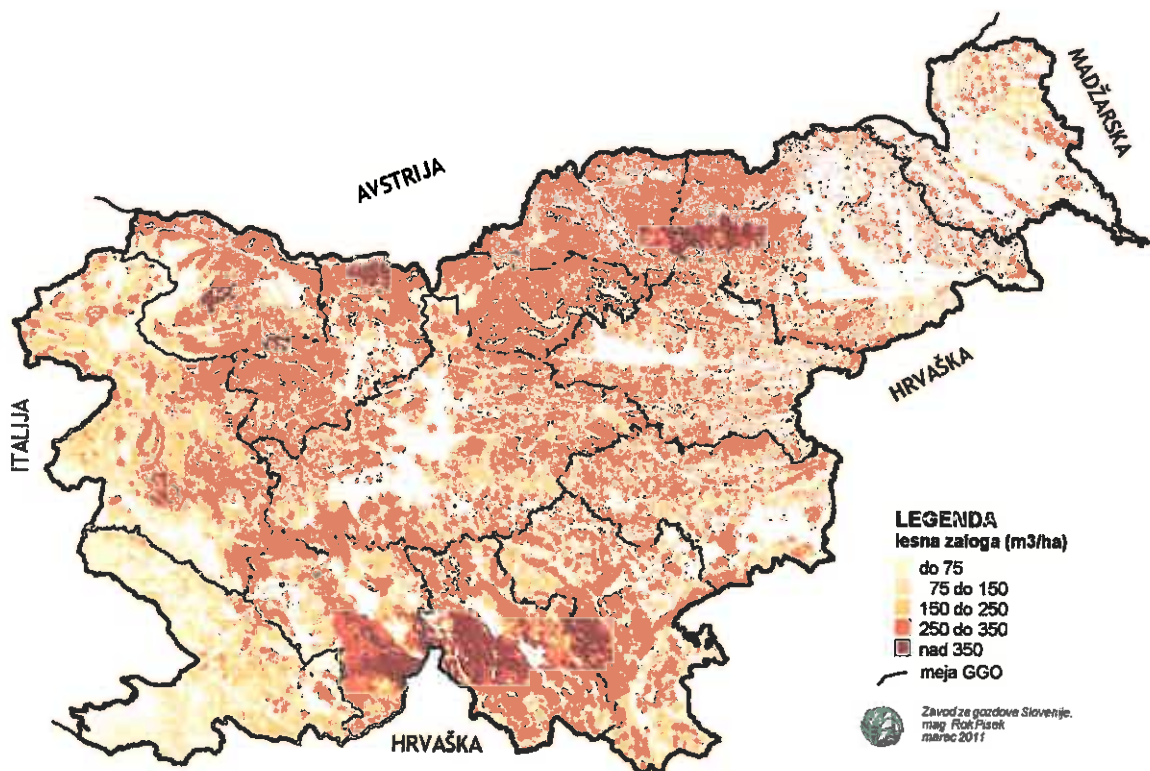 MADŽARSKA
AVSTRIJA
HRVAŠKA
ITALIJA
LEGENDA
lesna zaloga (m3/ha)
do 75
75 do 150
150 do 250
250 do 350
nad 350
meja GGO
Zavod za gozdove Slovenije,
mag. Rok Pisek
marec 2011
HRVAŠKA